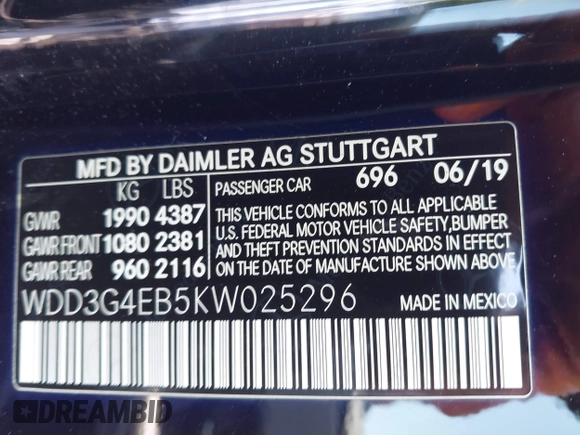 MFD BY DAIMLER AG STUTTGART
KG LBS
GVWR 1990 4387
GAWR FRONT 1080 2381
GAWR REAR 960 2116
PASSENGER CAR 696 06/19
THIS VEHICLE CONFORMS TO ALL APPLICABLE
U.S. FEDERAL MOTOR VEHICLE SAFETY,BUMPER
AND THEFT PREVENTION STANDARDS IN EFFECT
ON THE DATE OF MANUFACTURE SHOWN ABOVE.
WDD3G4EB5KW025296
MADE IN MEXICO
DREAMBID